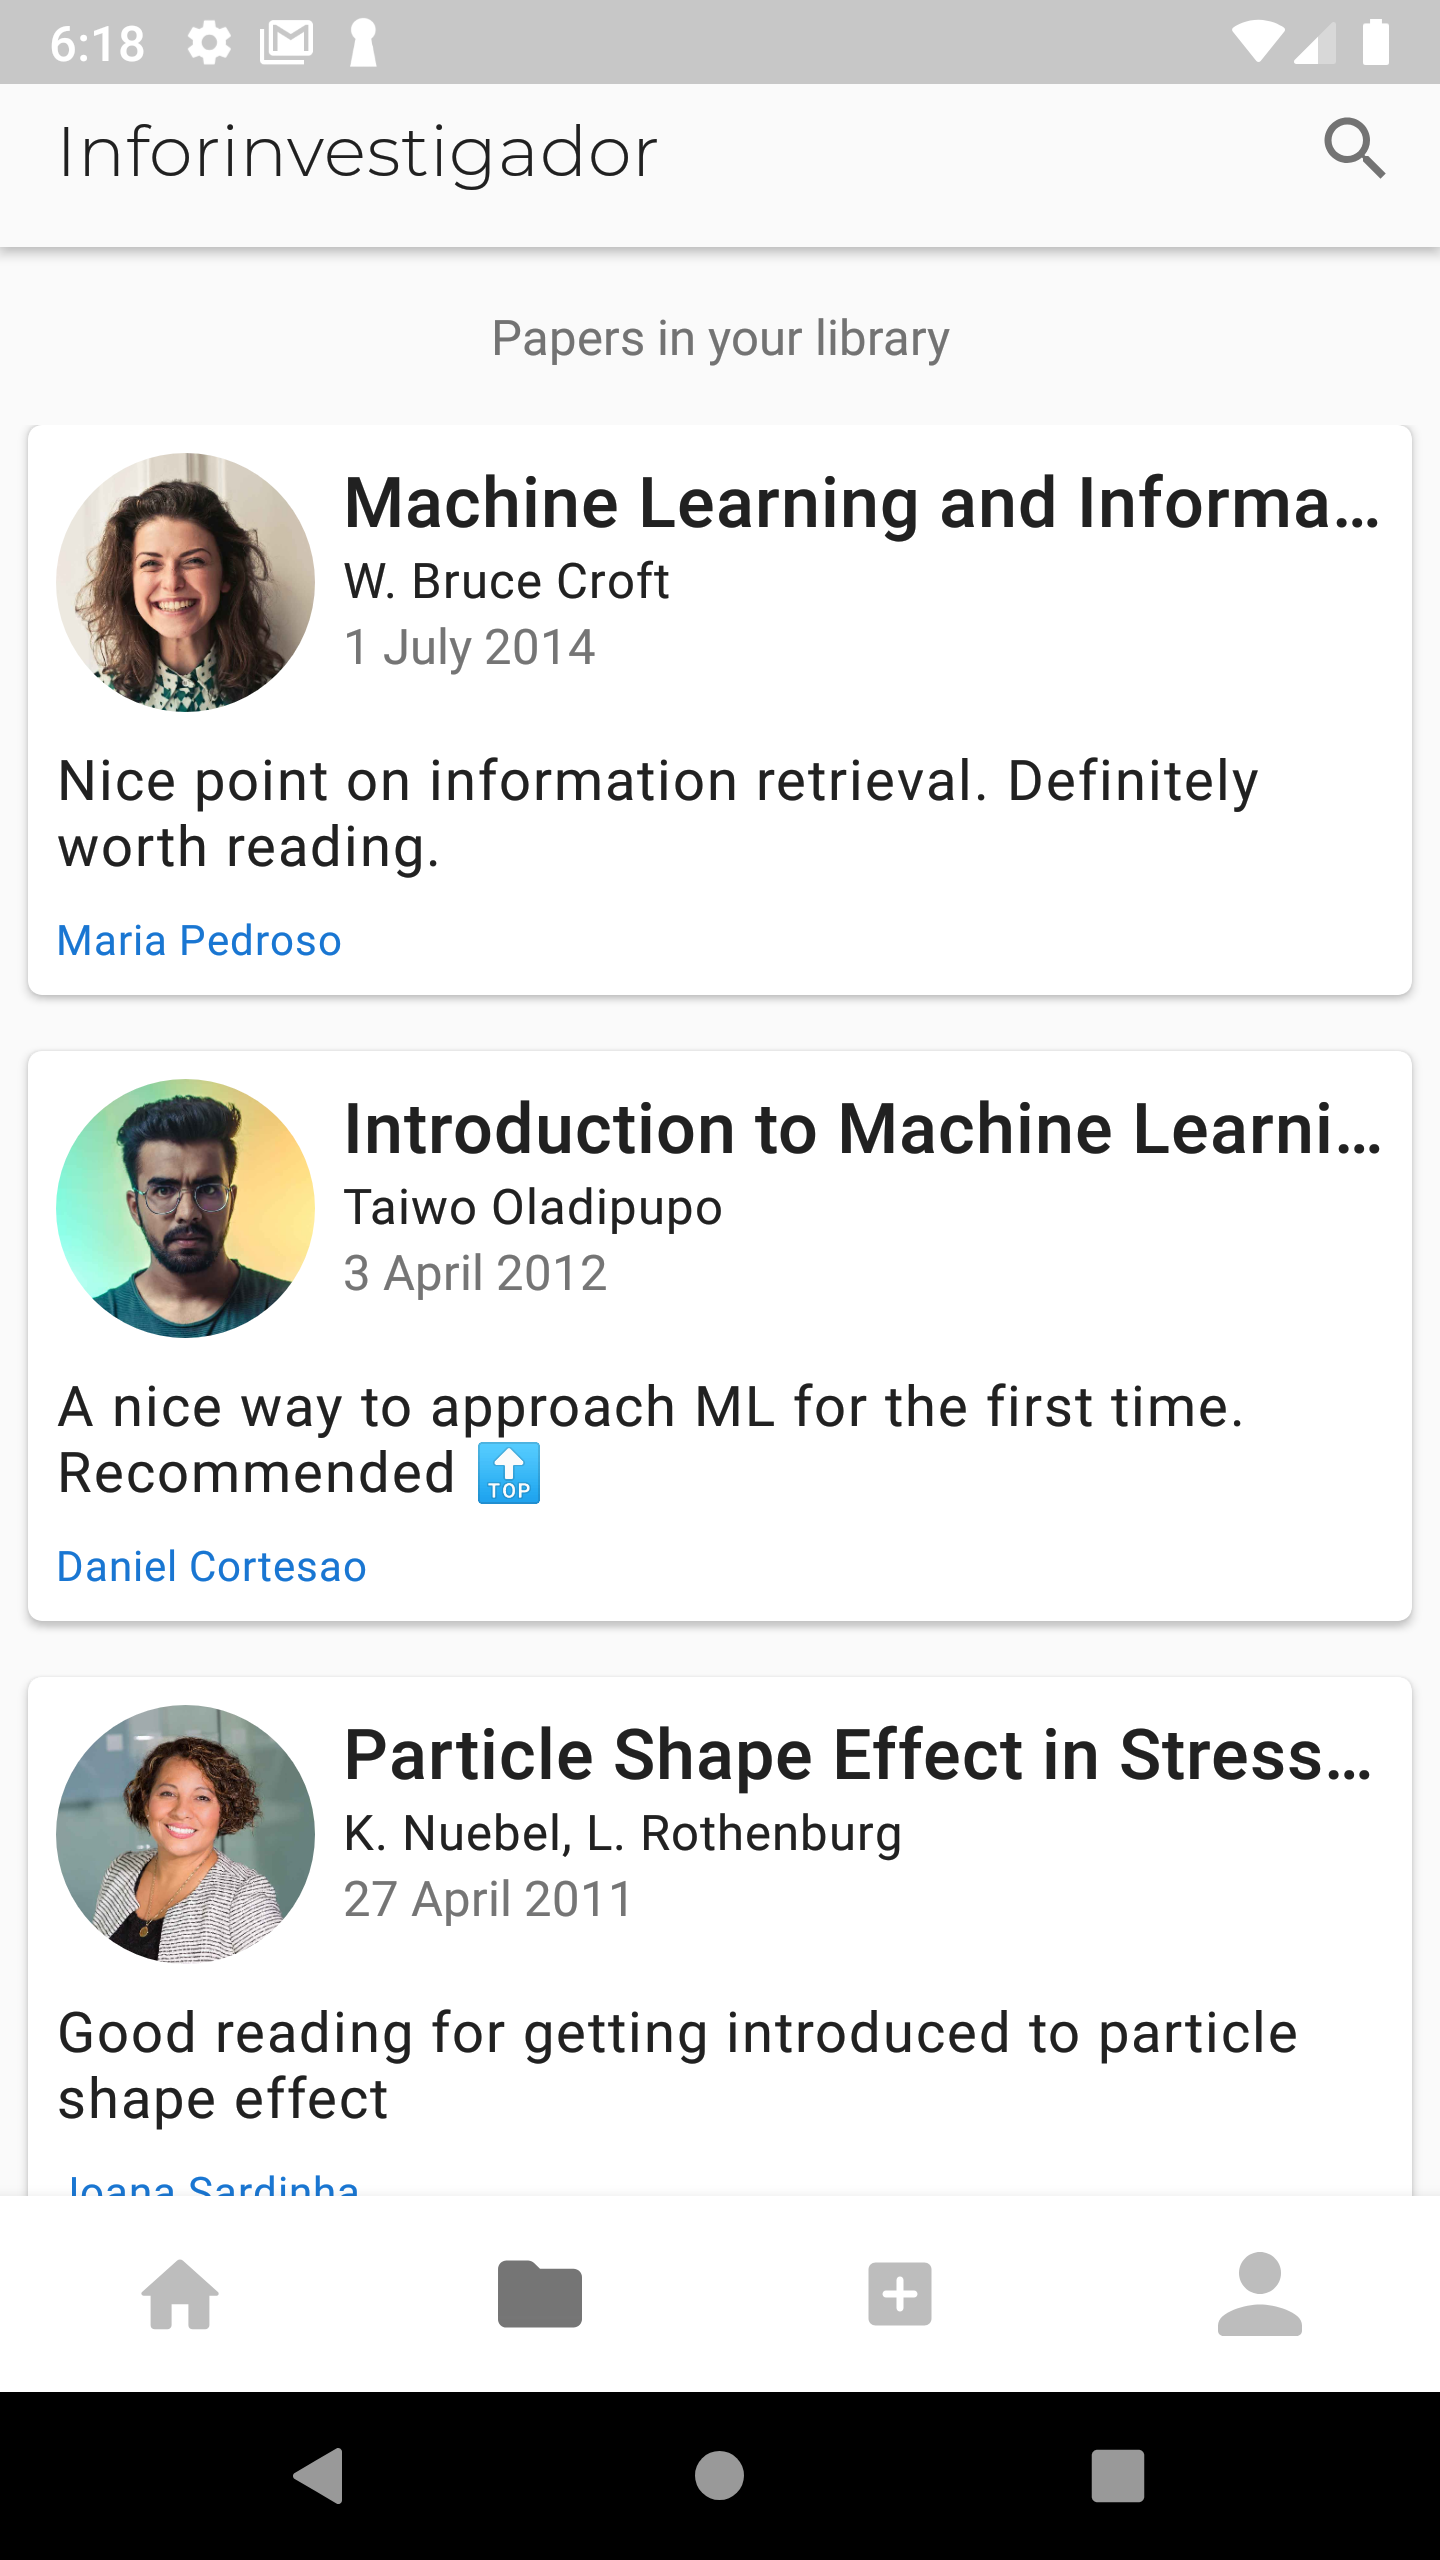 6:18
Inforinvestigador
Papers in your library
Machine Learning and Informa...
W. Bruce Croft
1 July 2014
Nice point on information retrieval. Definitely
worth reading.
Maria Pedroso
Introduction to Machine Learni...
Taiwo Oladipupo
3 April 2012
A nice way to approach ML for the first time.
Recommended 🔝
Daniel Cortesao
Particle Shape Effect in Stress...
K. Nuebel, L. Rothenburg
27 April 2011
Good reading for getting introduced to particle
shape effect
Joana Sardinha